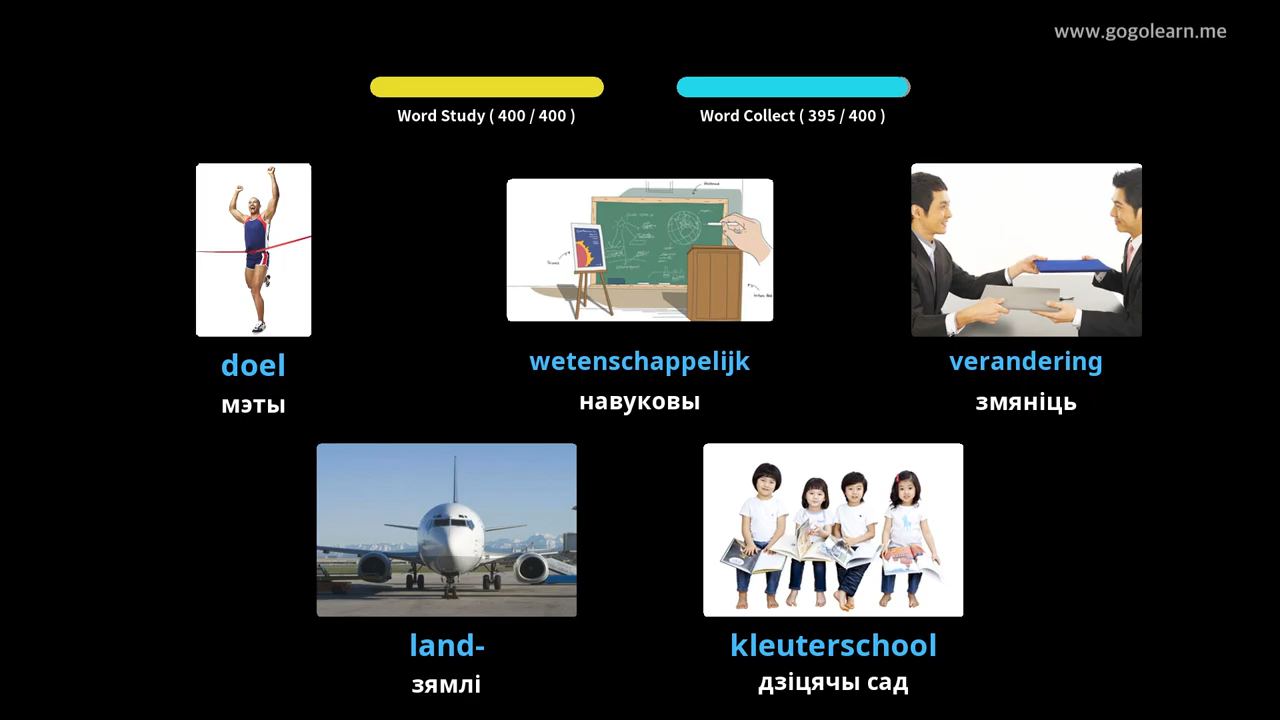 www.gogolearn.me
Word Study ( 400 / 400 )
Word Collect ( 395 / 400 )
doel
мэты
wetenschappelijk
навуковы
verandering
змяніць
land-
зямлі
kleuterschool
дзіцячы сад